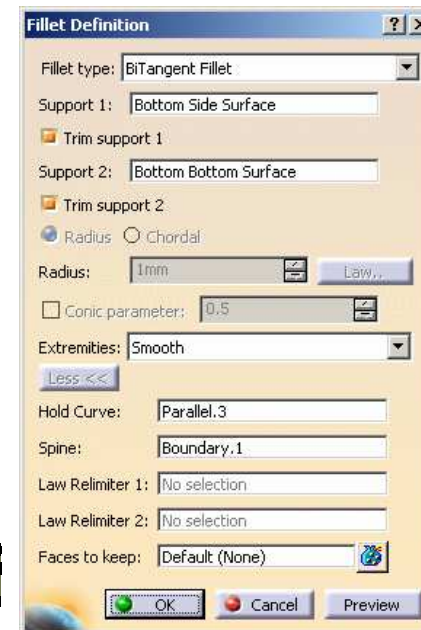 Fillet Definition ? X
Fillet type: BiTangent Fillet
Support 1: Bottom Side Surface
Trim support 1
Support 2: Bottom Bottom Surface
Trim support 2
Radius Chordal
Radius: 1mm Law..
Conic parameter: 0.5
Extremities: Smooth
Less <<
Hold Curve: Parallel.3
Spine: Boundary.1
Law Relimiter 1: No selection
Law Relimiter 2: No selection
Faces to keep: Default (None)
OK Cancel Preview